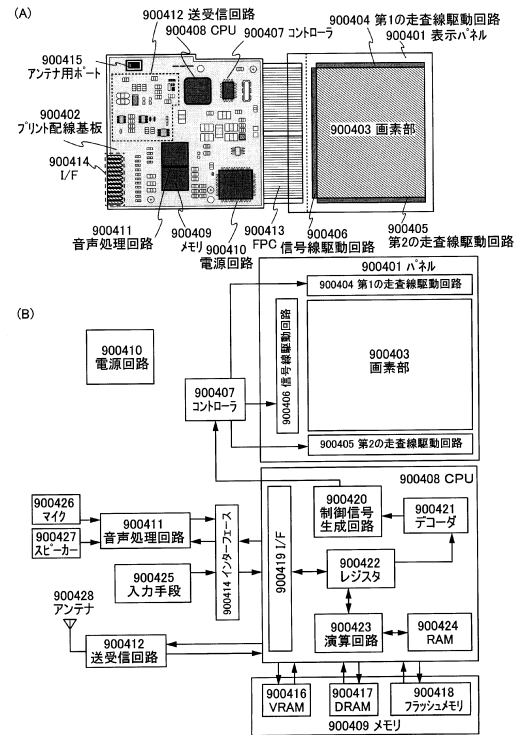 (A)
900412 送受信回路
900408 CPU
900407 コントローラ
900404 第1の走査線駆動回路
900401 表示パネル
900415
アンテナ用ポート
900402
プリント配線基板
900414
I/F
900403 画素部
900411
音声処理回路
900409
メモリ
900410
電源回路
900413
FPC
900406
信号線駆動回路
900405
第2の走査線駆動回路
(B)
900401 パネル
900404 第1の走査線駆動回路
900410
電源回路
900407
コントローラ
900406 信号線駆動回路
900403
画素部
900405 第2の走査線駆動回路
900408 CPU
900426
マイク
900427
スピーカー
900411
音声処理回路
900414 インターフェース
900419 I/F
900420
制御信号
生成回路
900421
デコーダ
900425
入力手段
900422
レジスタ
900428
アンテナ
900423
演算回路
900424
RAM
900412
送受信回路
900416
VRAM
900417
DRAM
900418
フラッシュメモリ
900409 メモリ